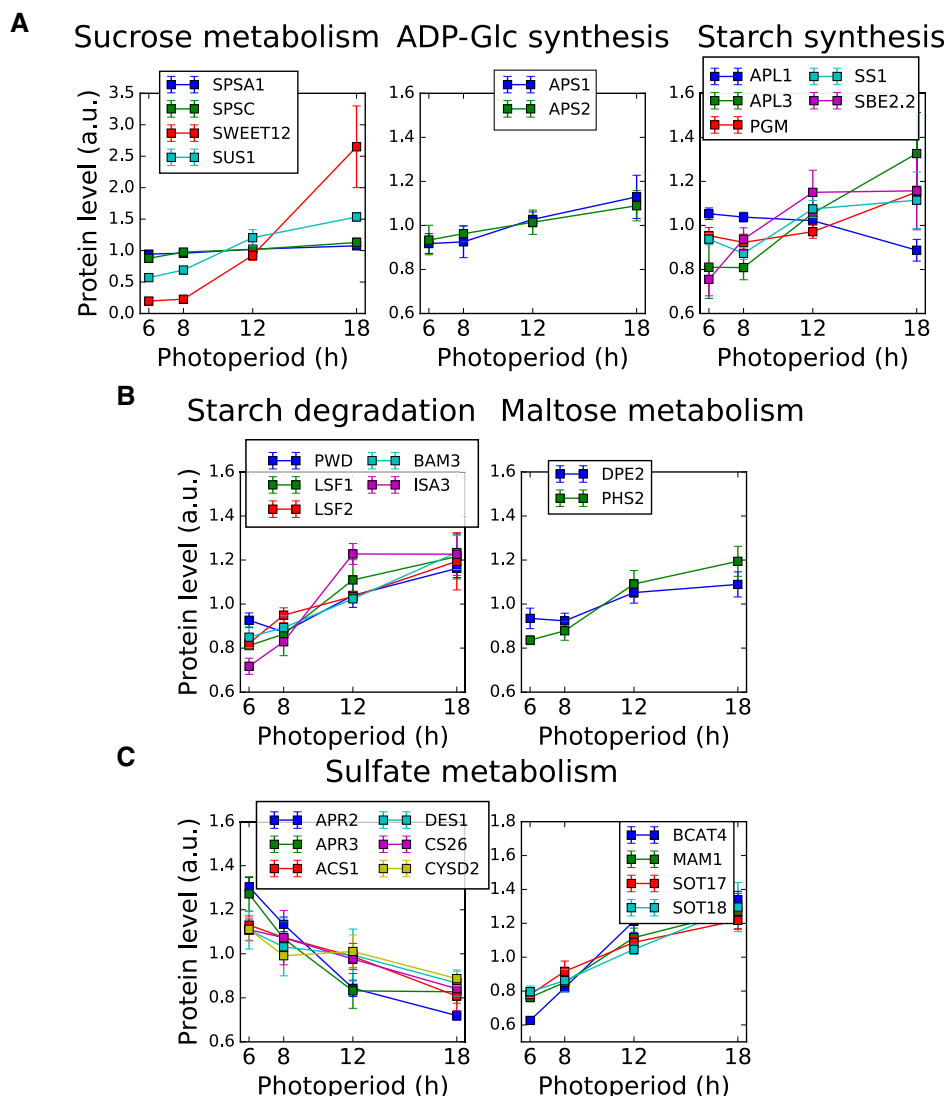 A
Sucrose metabolism
SPSA1
SPSC
SWEET12
SUS1
3.5
3.0
2.5
2.0
1.5
1.0
0.5
0.0
Protein level (a.u.)
6 8 12 18
Photoperiod (h)
ADP-Glc synthesis
APS1
APS2
1.6
1.4
1.2
1.0
0.8
0.6
6 8 12 18
Photoperiod (h)
Starch synthesis
APL1 SS1
APL3 SBE2.2
PGM
1.6
1.4
1.2
1.0
0.8
0.6
6 8 12 18
Photoperiod (h)
B
Starch degradation
PWD BAM3
LSF1 ISA3
LSF2
1.6
1.4
1.2
1.0
0.8
0.6
Protein level (a.u.)
6 8 12 18
Photoperiod (h)
Maltose metabolism
DPE2
PHS2
1.6
1.4
1.2
1.0
0.8
0.6
6 8 12 18
Photoperiod (h)
C
Sulfate metabolism
APR2 DES1
APR3 CS26
ACS1 CYSD2
1.6
1.4
1.2
1.0
0.8
0.6
Protein level (a.u.)
6 8 12 18
Photoperiod (h)
BCAT4
MAM1
SOT17
SOT18
1.8
1.6
1.4
1.2
1.0
0.8
0.6
6 8 12 18
Photoperiod (h)